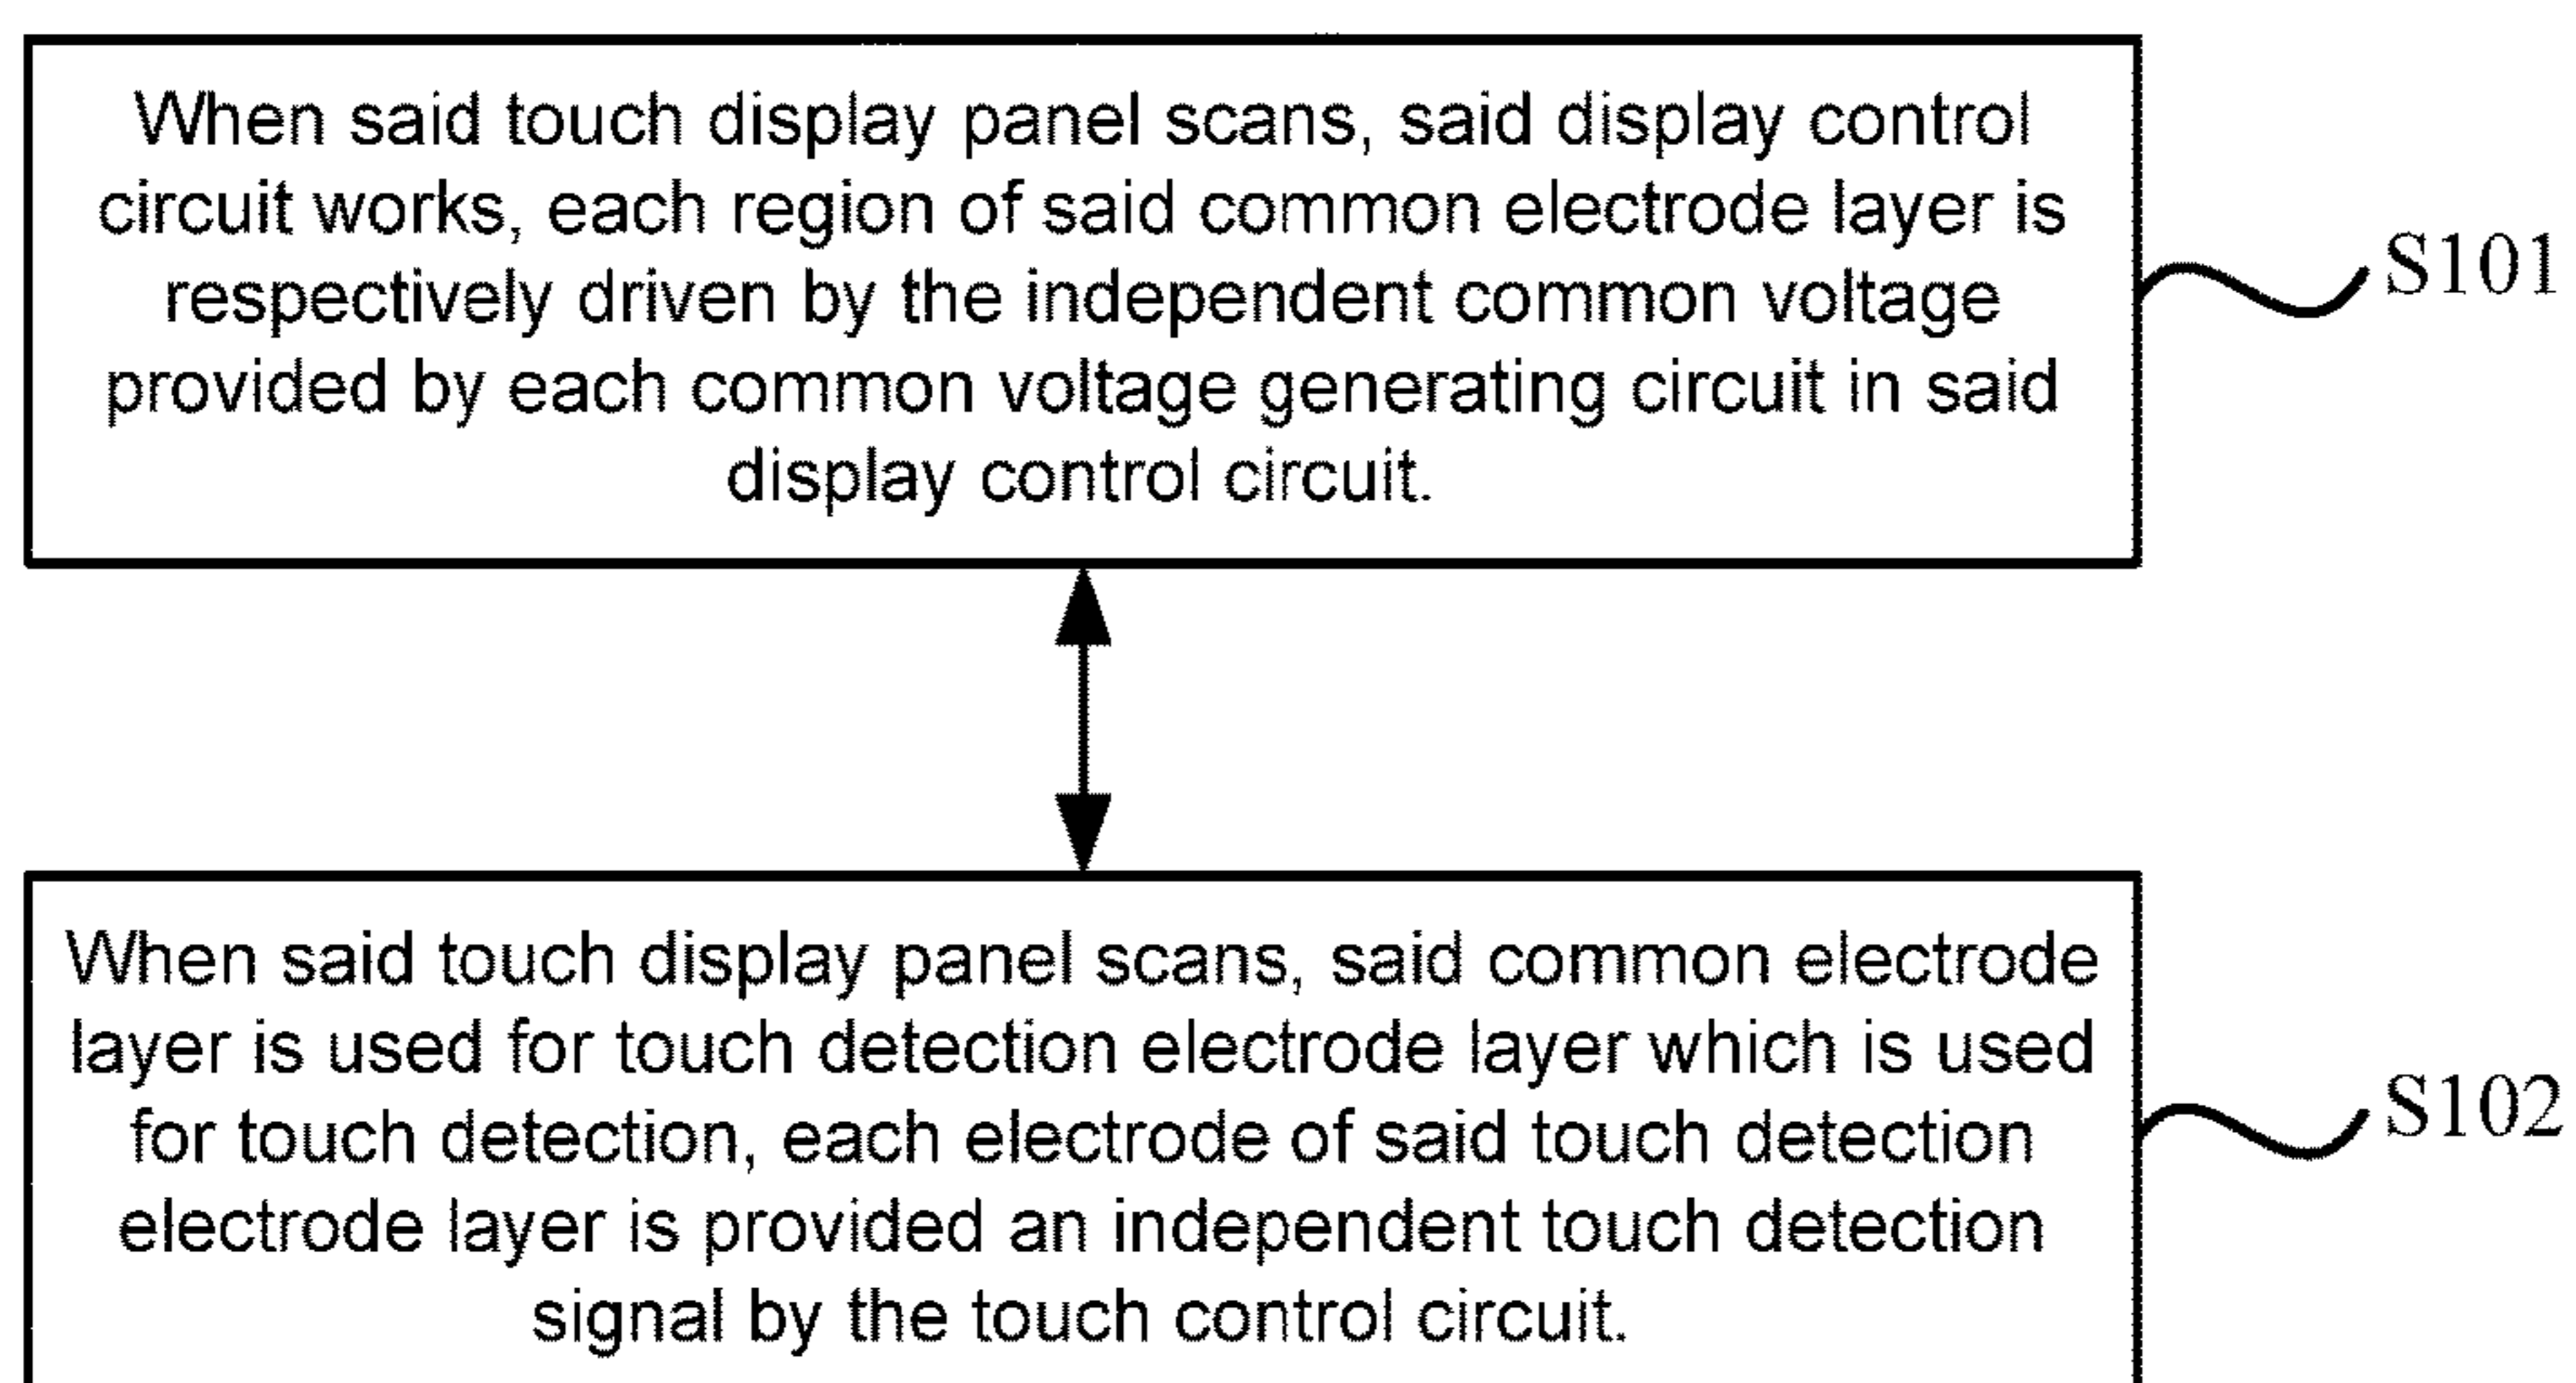 When said touch display panel scans, said display control
circuit works, each region of said common electrode layer is
respectively driven by the independent common voltage
provided by each common voltage generating circuit in said
display control circuit.
S101
When said touch display panel scans, said common electrode
layer is used for touch detection electrode layer which is used
for touch detection, each electrode of said touch detection
electrode layer is provided an independent touch detection
signal by the touch control circuit.
S102